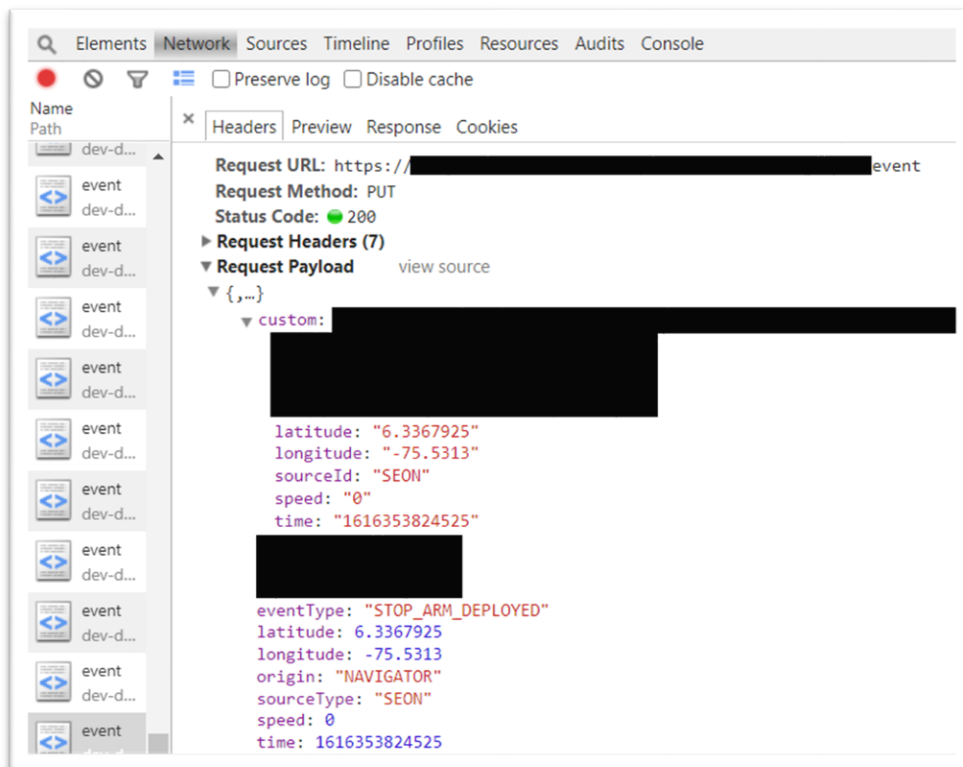 Elements Network Sources Timeline Profiles Resources Audits Console
Preserve log Disable cache
Name
Path
× Headers Preview Response Cookies
dev-d...
event
dev-d...
event
dev-d...
event
dev-d...
event
dev-d...
event
dev-d...
event
dev-d...
event
dev-d...
event
dev-d...
event
dev-d...
event
Request URL: https:// event
Request Method: PUT
Status Code: 200
Request Headers (7)
Request Payload view source
{,…}
custom:
latitude: "6.3367925"
longitude: "-75.5313"
sourceId: "SEON"
speed: "0"
time: "1616353824525"
eventType: "STOP_ARM_DEPLOYED"
latitude: 6.3367925
longitude: -75.5313
origin: "NAVIGATOR"
sourceType: "SEON"
speed: 0
time: 1616353824525